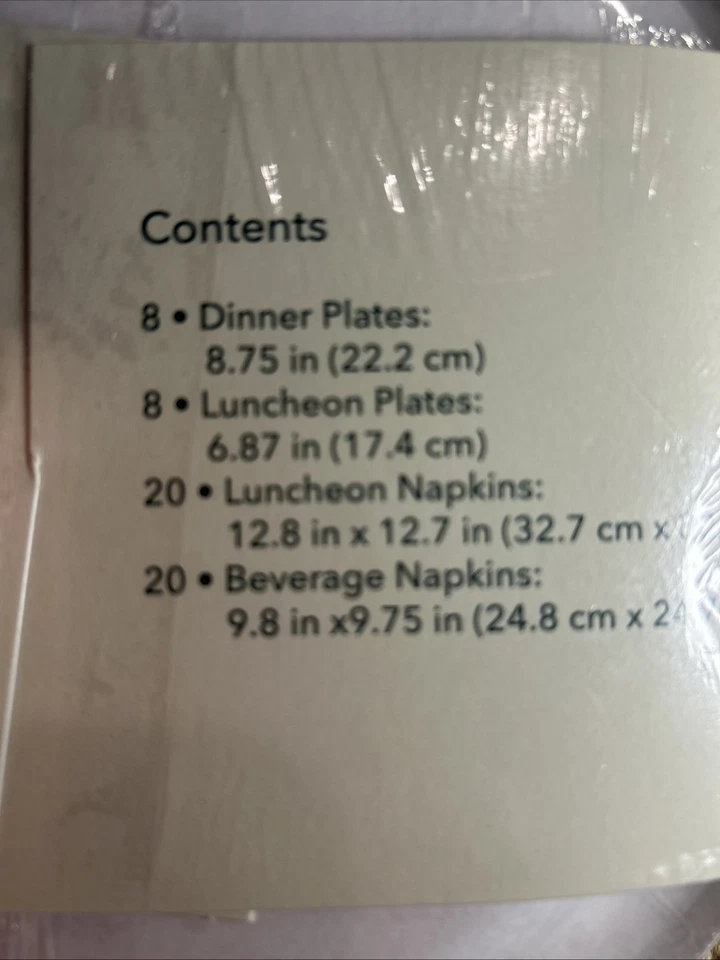 Contents
8 • Dinner Plates:
8.75 in (22.2 cm)
8 • Luncheon Plates:
6.87 in (17.4 cm)
20 • Luncheon Napkins:
12.8 in x 12.7 in (32.7 cm x
20 • Beverage Napkins:
9.8 in x9.75 in (24.8 cm x